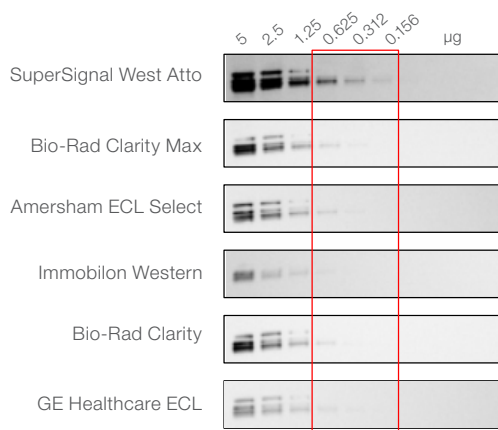 5 2.5 1.25 0.625 0.312 0.156 µg
SuperSignal West Atto
Bio-Rad Clarity Max
Amersham ECL Select
Immobilon Western
Bio-Rad Clarity
GE Healthcare ECL